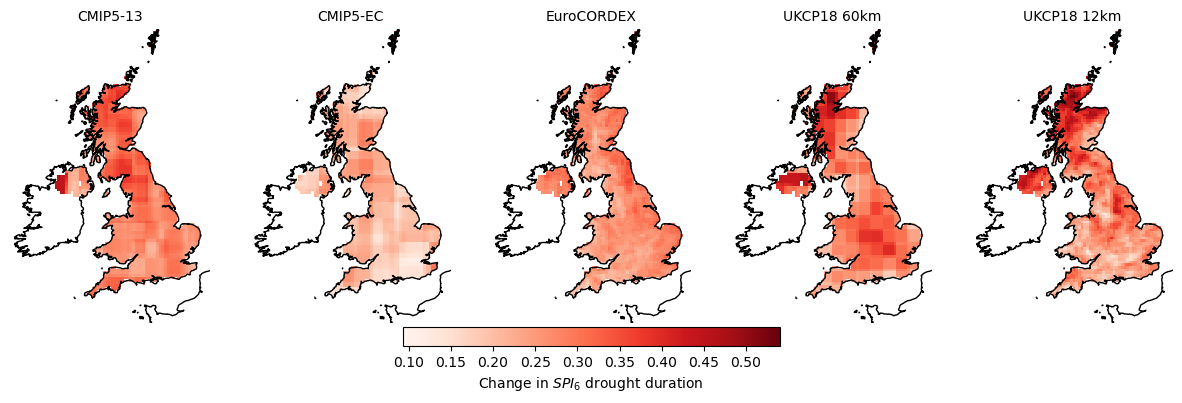 CMIP5-13 CMIP5-EC EuroCORDEX UKCP18 60km UKCP18 12km
0.10 0.15 0.20 0.25 0.30 0.35 0.40 0.45 0.50
Change in SPI₆ drought duration